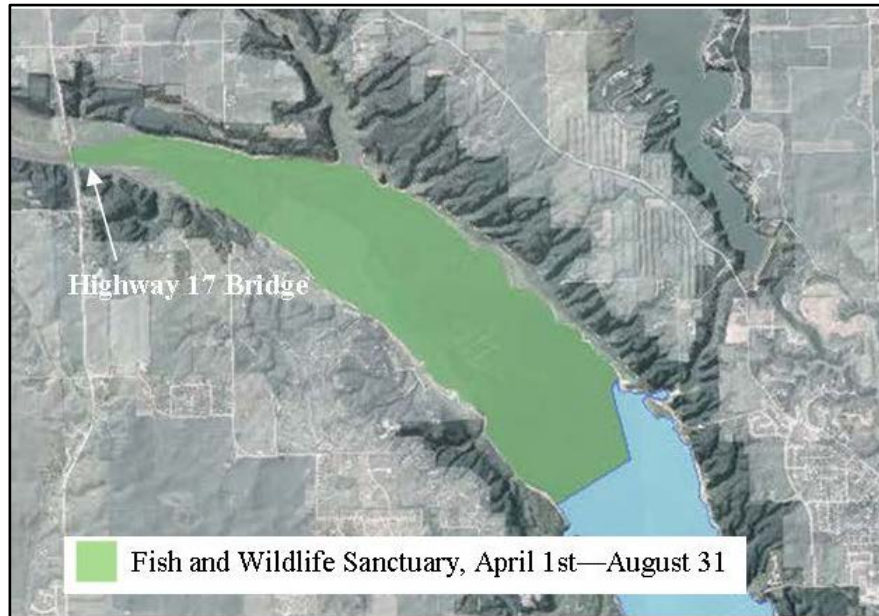 Highway 17 Bridge
Fish and Wildlife Sanctuary, April 1st—August 31